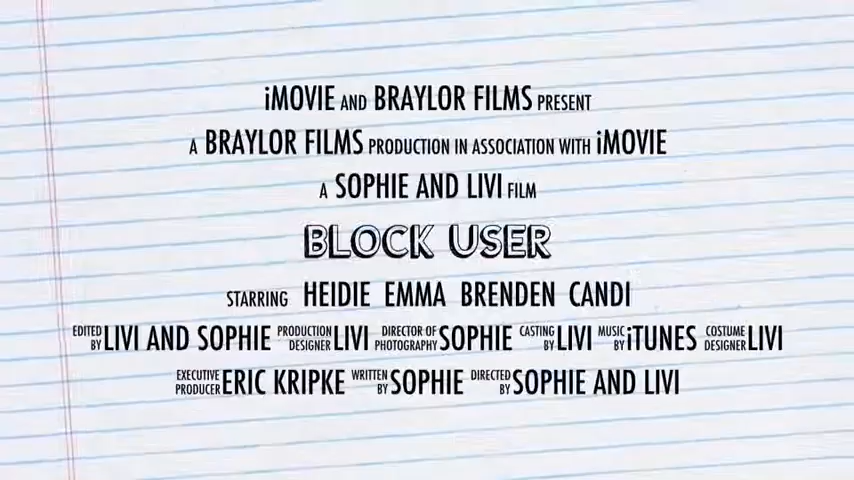 iMOVIE AND BRAYLOR FILMS PRESENT
A BRAYLOR FILMS PRODUCTION IN ASSOCIATION WITH iMOVIE
A SOPHIE AND LIVI FILM
BLOCK USER
STARRING HEIDIE EMMA BRENDEN CANDI
EDITED BY LIVI AND SOPHIE PRODUCTION DESIGNER LIVI DIRECTOR OF PHOTOGRAPHY SOPHIE CASTING BY LIVI MUSIC BY iTUNES COSTUME DESIGNER LIVI
EXECUTIVE PRODUCER ERIC KRIPKE WRITTEN BY SOPHIE DIRECTED BY SOPHIE AND LIVI